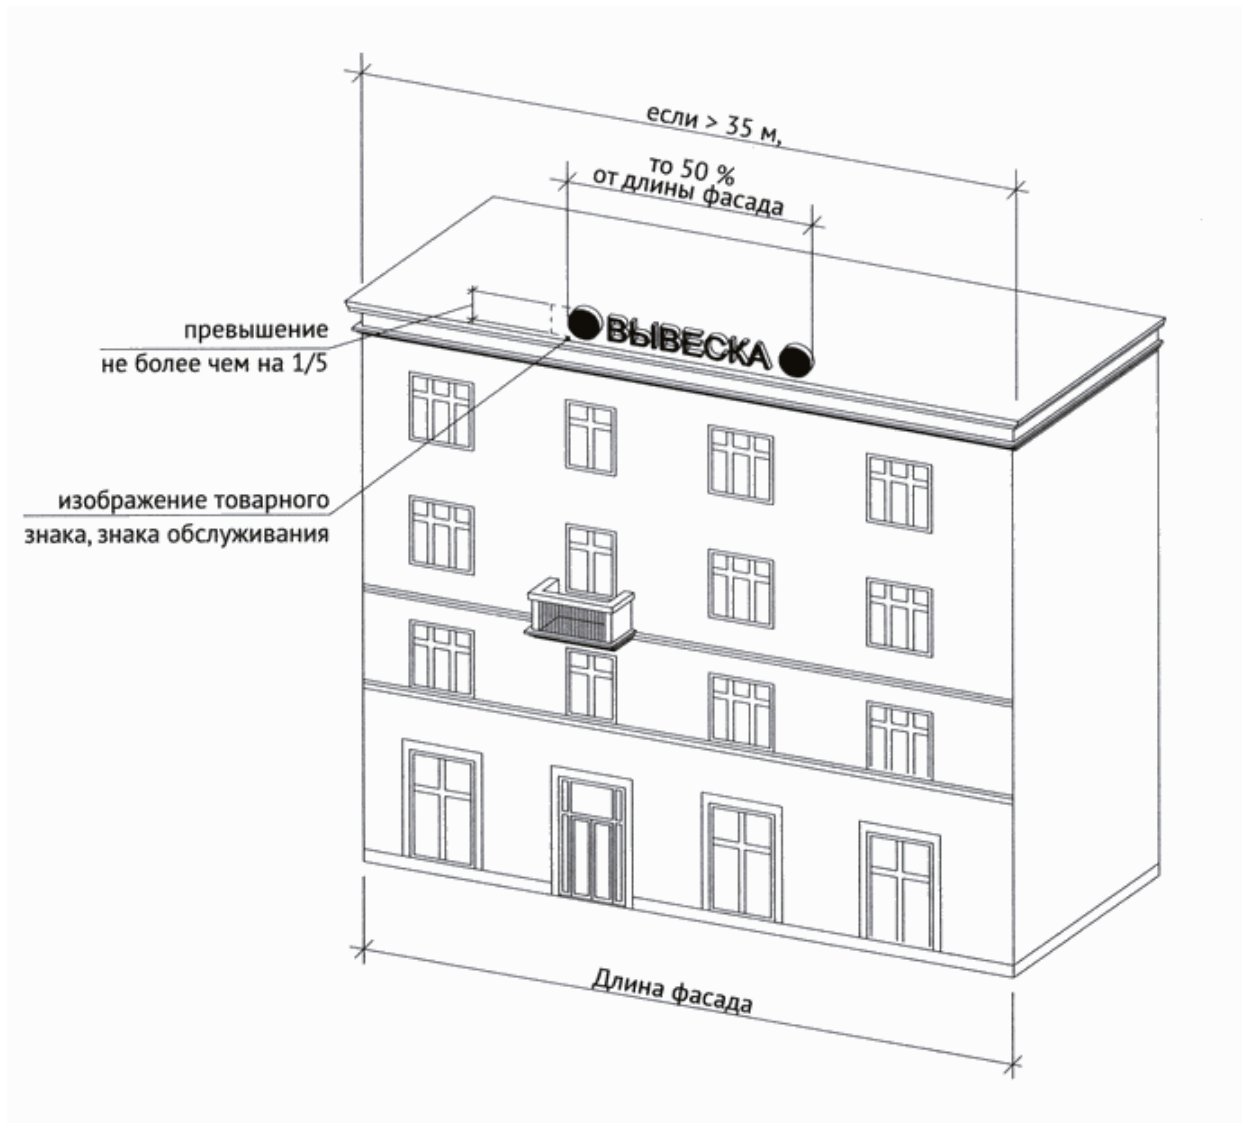 если > 35 м,
то 50 %
от длины фасада
ВЫВЕСКА
превышение
не более чем на 1/5
изображение товарного
знака, знака обслуживания
Длина фасада